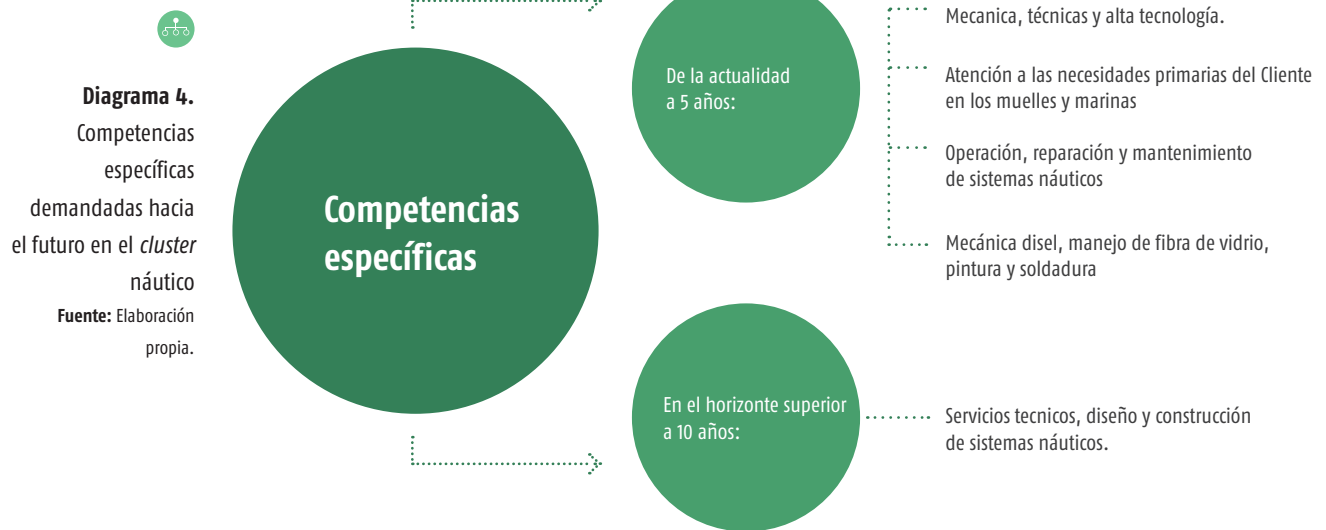 Diagrama 4.
Competencias
específicas
demandadas hacia
el futuro en el cluster
náutico
Fuente: Elaboración
propia.
Competencias
específicas
De la actualidad
a 5 años:
Mecanica, técnicas y alta tecnología.
Atención a las necesidades primarias del Cliente
en los muelles y marinas
Operación, reparación y mantenimiento
de sistemas náuticos
Mecánica disel, manejo de fibra de vidrio,
pintura y soldadura
En el horizonte superior
a 10 años:
Servicios tecnicos, diseño y construcción
de sistemas náuticos.